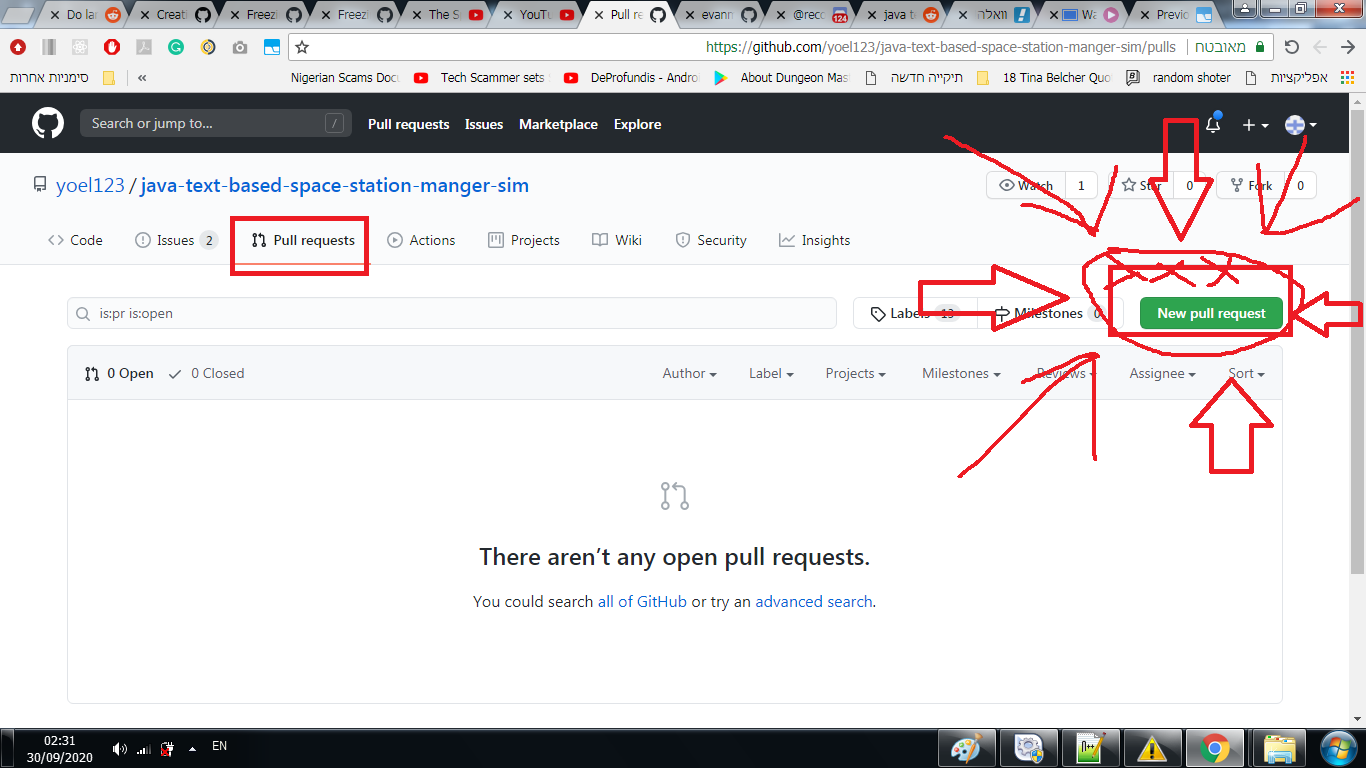 Do la
Creati
Freezi
Freezi
The S
YouTu
Pull re
evann
@reco
124
java t
וואלה
Wa
Previc
https://github.com/yoel123/java-text-based-space-station-manger-sim/pulls
מאובטח
סימניות אחרות
«
Nigerian Scams Docu
Tech Scammer sets
DeProfundis - Andro
About Dungeon Mast
תיקייה חדשה
18 Tina Belcher Quo
random shoter
אפליקציות
Search or jump to...
/
Pull requests Issues Marketplace Explore
yoel123 / java-text-based-space-station-manger-sim
Watch 1
Star 0
Fork 0
Code
Issues 2
Pull requests
Actions
Projects
Wiki
Security
Insights
is:pr is:open
Labels 13
Milestones 0
New pull request
0 Open
0 Closed
Author
Label
Projects
Milestones
Reviews
Assignee
Sort
There aren’t any open pull requests.
You could search all of GitHub or try an advanced search.
02:31
30/09/2020
EN